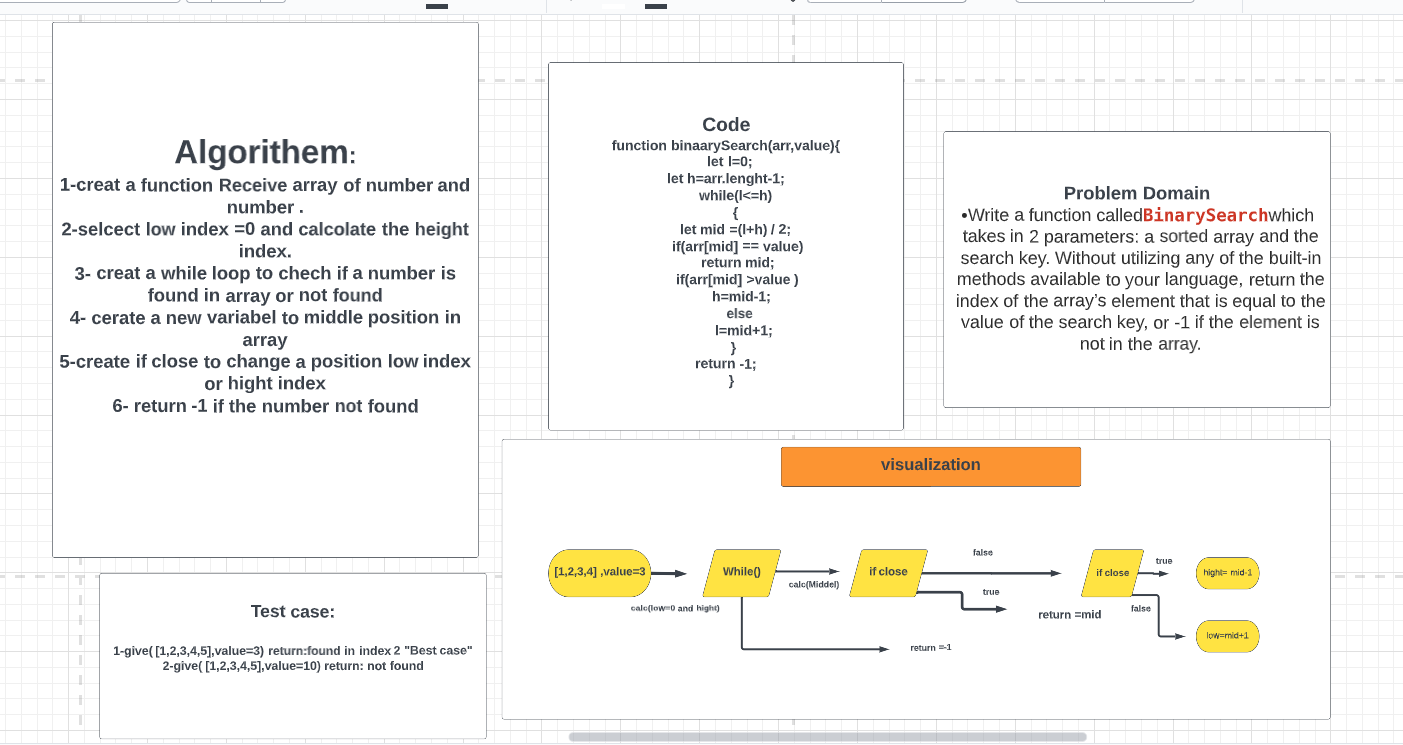 Algorithem:
1-creat a function Receive array of number and
number .
2-selcect low index =0 and calcolate the height
index.
3- creat a while loop to chech if a number is
found in array or not found
4- cerate a new variabel to middle position in
array
5-create if close to change a position low index
or hight index
6- return -1 if the number not found
Code
function binaarySearch(arr,value){
let l=0;
let h=arr.lenght-1;
while(l<=h)
{
let mid =(l+h) / 2;
if(arr[mid] == value)
return mid;
if(arr[mid] >value )
h=mid-1;
else
l=mid+1;
}
return -1;
}
Problem Domain
•Write a function calledBinarySearchwhich
takes in 2 parameters: a sorted array and the
search key. Without utilizing any of the built-in
methods available to your language, return the
index of the array’s element that is equal to the
value of the search key, or -1 if the element is
not in the array.
Test case:
1-give( [1,2,3,4,5],value=3) return:found in index 2 "Best case"
2-give( [1,2,3,4,5],value=10) return: not found
visualization
[1,2,3,4] ,value=3
calc(low=0 and hight)
While()
calc(Middel)
return =-1
if close
false
true
return =mid
if close
true
false
hight= mid-1
low=mid+1